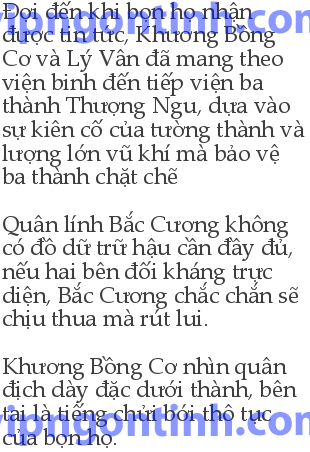 Đợi đến khi bọn họ nhận
được tin tức, Khương Bồng
Cơ và Lý Vân đã mang theo
viện binh đến tiếp viện ba
thành Thượng Ngu, dựa vào
sự kiên cố của tường thành và
lượng lớn vũ khí mà bảo vệ
ba thành chặt chẽ
Quân lính Bắc Cương không
có đồ dữ trữ hậu cần đầy đủ,
nếu hai bên đối kháng trực
diện, Bắc Cương chắc chắn sẽ
chịu thua mà rút lui.
Khương Bồng Cơ nhìn quân
địch dày đặc dưới thành, bên
tai là tiếng chửi bới thô tục
của bọn họ.
vipngontinh.com
vipngontinh.com